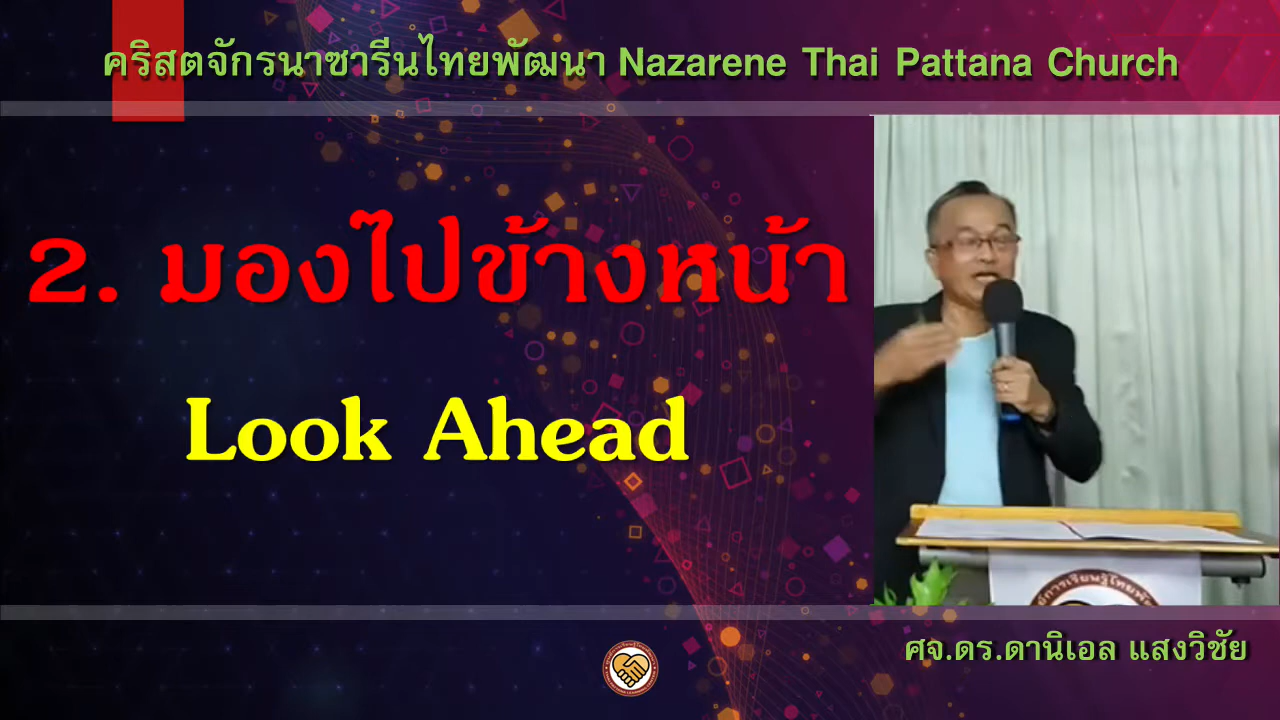 คริสตจักรนาซารีนไทยพัฒนา Nazarene Thai Pattana Church
2. มองไปข้างหน้า
Look Ahead
ศจ.ดร.ดานิเอล แสงวิชัย